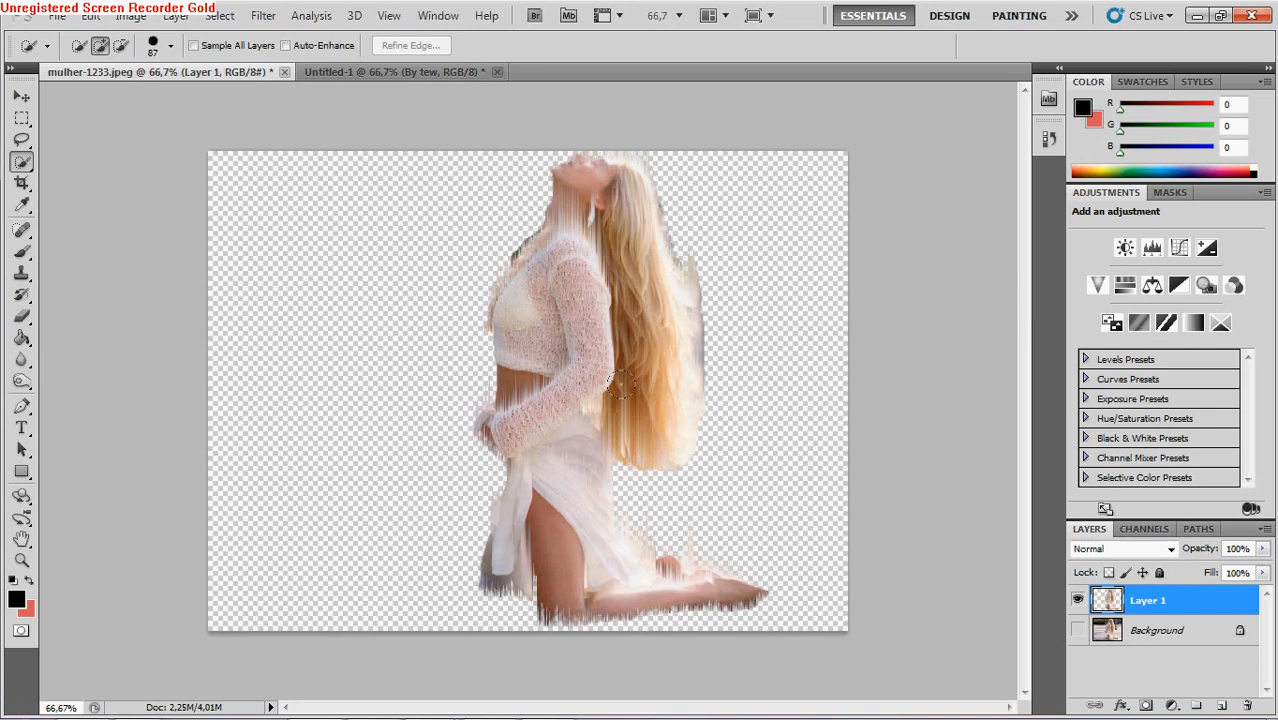 Unregistered Screen Recorder Gold
File Edit Image Layer Select Filter Analysis 3D View Window Help Br Mb 66,7 ESSENTIALS DESIGN PAINTING CS Live
87 Sample All Layers Auto-Enhance Refine Edge...
mulher-1233.jpeg @ 66,7% (Layer 1, RGB/8#) * Untitled-1 @ 66,7% (By tew, RGB/8) *
Mb
COLOR SWATCHES STYLES
R 0
G 0
B 0
ADJUSTMENTS MASKS
Add an adjustment
Levels Presets
Curves Presets
Exposure Presets
Hue/Saturation Presets
Black & White Presets
Channel Mixer Presets
Selective Color Presets
LAYERS CHANNELS PATHS
Normal Opacity: 100%
Lock: Fill: 100%
Layer 1
Background
66,67% Doc: 2,25M/4,01M